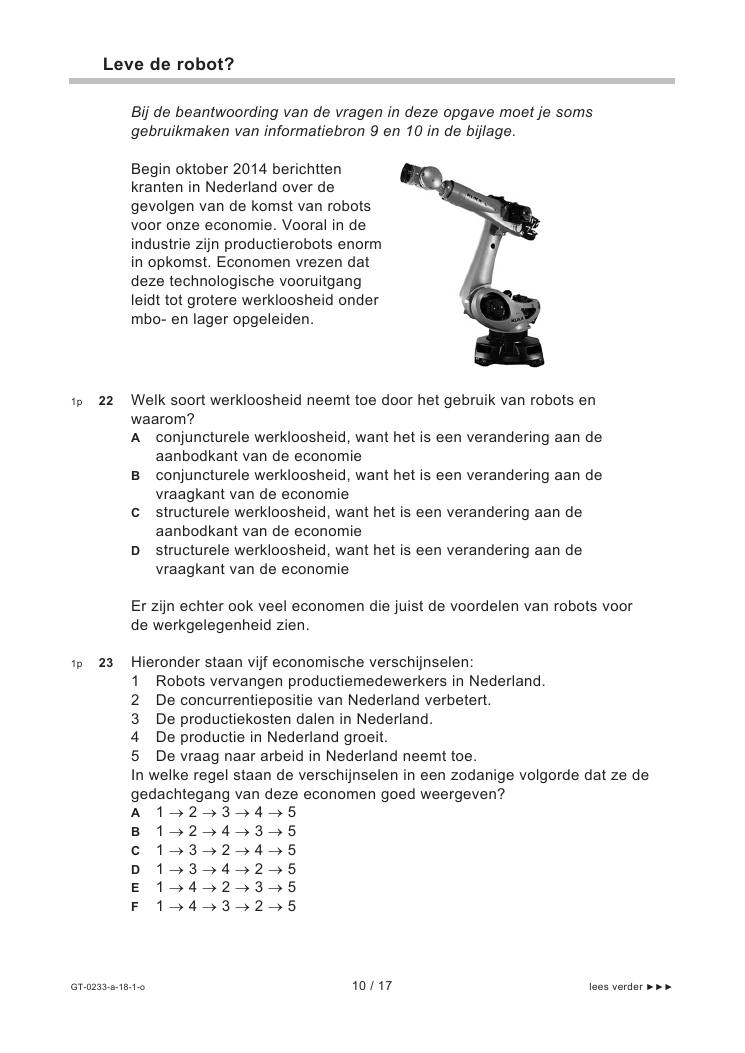 Leve de robot?
Bij de beantwoording van de vragen in deze opgave moet je soms
gebruikmaken van informatiebron 9 en 10 in de bijlage.
Begin oktober 2014 berichtten
kranten in Nederland over de
gevolgen van de komst van robots
voor onze economie. Vooral in de
industrie zijn productierobots enorm
in opkomst. Economen vrezen dat
deze technologische vooruitgang
leidt tot grotere werkloosheid onder
mbo- en lager opgeleiden.
KUKA
1p 22 Welk soort werkloosheid neemt toe door het gebruik van robots en
waarom?
A conjuncturele werkloosheid, want het is een verandering aan de
aanbodkant van de economie
B conjuncturele werkloosheid, want het is een verandering aan de
vraagkant van de economie
C structurele werkloosheid, want het is een verandering aan de
aanbodkant van de economie
D structurele werkloosheid, want het is een verandering aan de
vraagkant van de economie
Er zijn echter ook veel economen die juist de voordelen van robots voor
de werkgelegenheid zien.
1p 23 Hieronder staan vijf economische verschijnselen:
1 Robots vervangen productiemedewerkers in Nederland.
2 De concurrentiepositie van Nederland verbetert.
3 De productiekosten dalen in Nederland.
4 De productie in Nederland groeit.
5 De vraag naar arbeid in Nederland neemt toe.
In welke regel staan de verschijnselen in een zodanige volgorde dat ze de
gedachtegang van deze economen goed weergeven?
A 1 → 2 → 3 → 4 → 5
B 1 → 2 → 4 → 3 → 5
C 1 → 3 → 2 → 4 → 5
D 1 → 3 → 4 → 2 → 5
E 1 → 4 → 2 → 3 → 5
F 1 → 4 → 3 → 2 → 5
GT-0233-a-18-1-o 10 / 17 lees verder ►►►